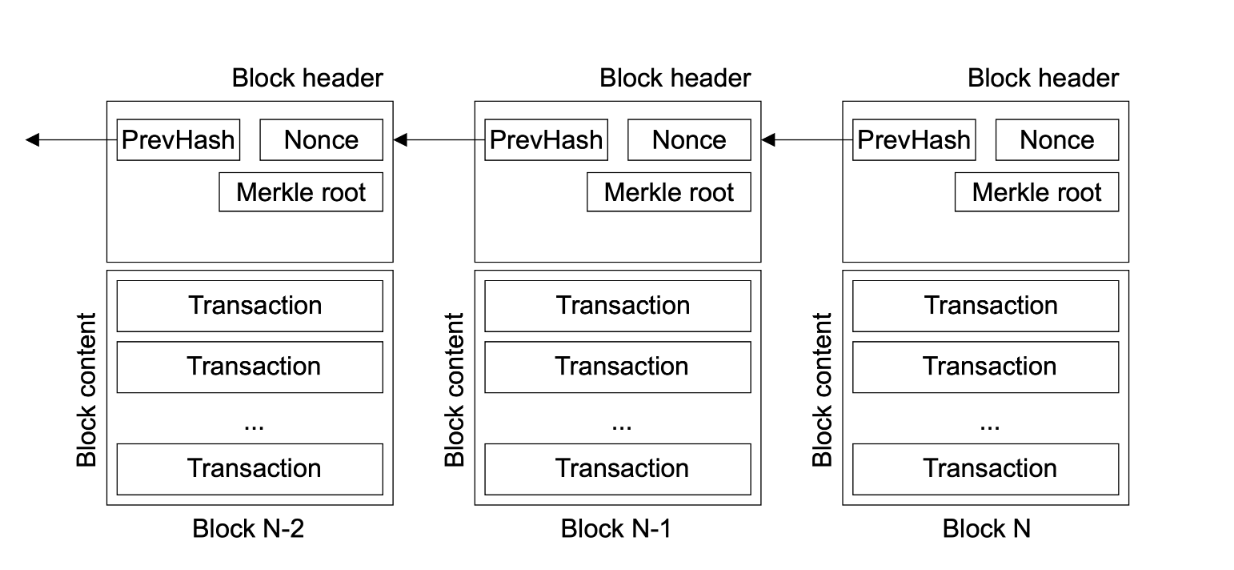 Block header
PrevHash
Nonce
Merkle root
Block content
Transaction
Transaction
...
Transaction
Block N-2
Block header
PrevHash
Nonce
Merkle root
Block content
Transaction
Transaction
...
Transaction
Block N-1
Block header
PrevHash
Nonce
Merkle root
Block content
Transaction
Transaction
...
Transaction
Block N